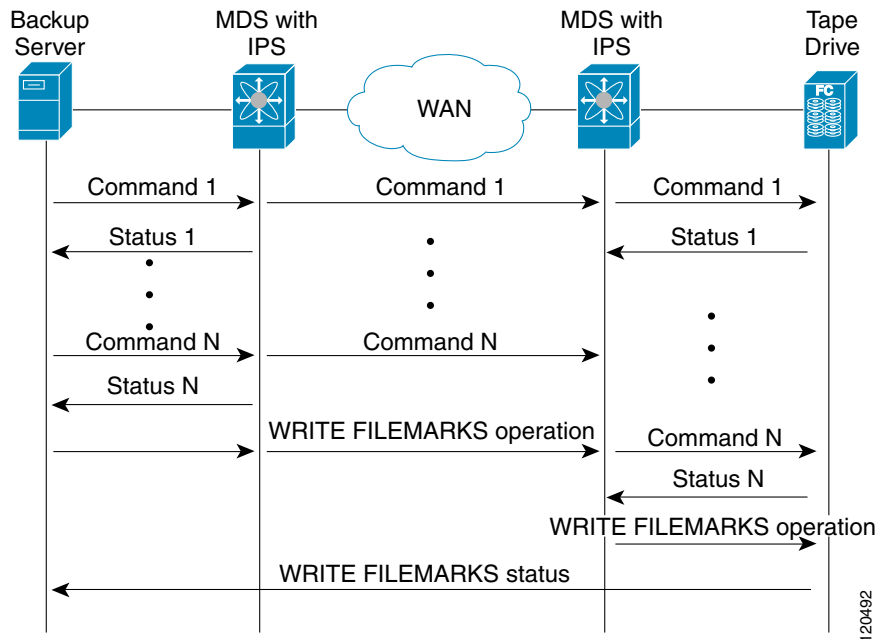 Backup
Server
MDS with
IPS
MDS with
IPS
Tape
Drive
WAN
FC
Command 1
Command 1
Command 1
Status 1
Status 1
Command N
Command N
Status N
WRITE FILEMARKS operation
Command N
Status N
WRITE FILEMARKS operation
WRITE FILEMARKS status
120492